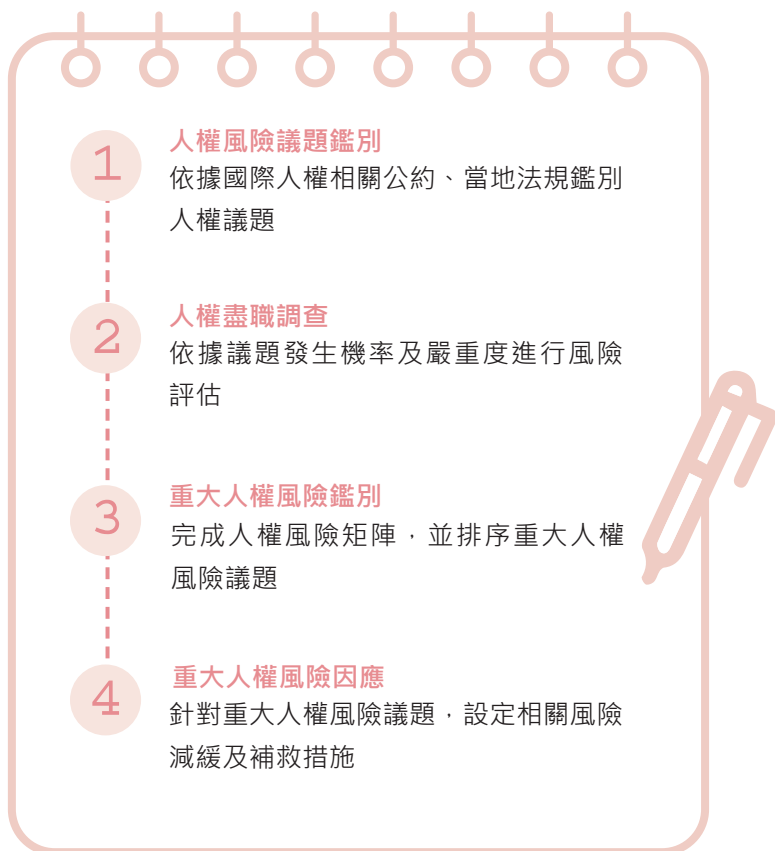 1
人權風險議題鑑別
依據國際人權相關公約、當地法規鑑別
人權議題
2
人權盡職調查
依據議題發生機率及嚴重度進行風險
評估
3
重大人權風險鑑別
完成人權風險矩陣，並排序重大人權
風險議題
4
重大人權風險因應
針對重大人權風險議題，設定相關風險
減緩及補救措施